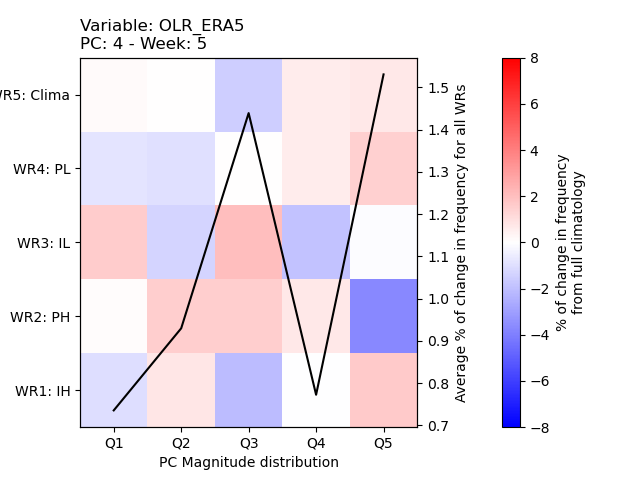 Variable: OLR_ERA5
PC: 4 - Week: 5
WR5: Clima
WR4: PL
WR3: IL
WR2: PH
WR1: IH
Q1 Q2 Q3 Q4 Q5
PC Magnitude distribution
1.5
1.4
1.3
1.2
1.1
1.0
0.9
0.8
0.7
Average % of change in frequency for all WRs
8
6
4
2
0
−2
−4
−6
−8
% of change in frequency
from full climatology